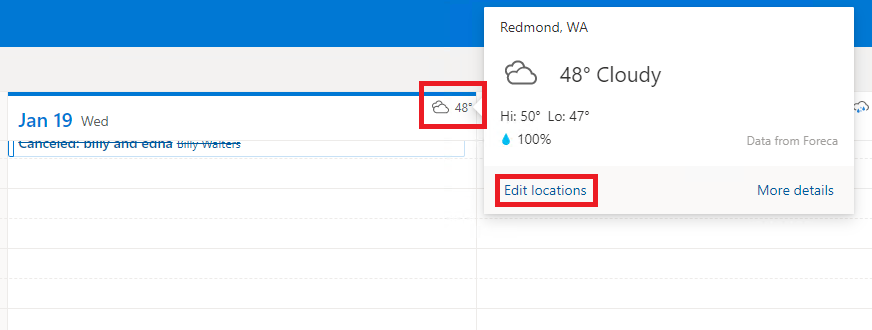 Redmond, WA
48° Cloudy
Hi: 50° Lo: 47°
100%
Data from Foreca
Edit locations
More details
48°
Jan 19 Wed
Canceled: billy and edna Billy Walters